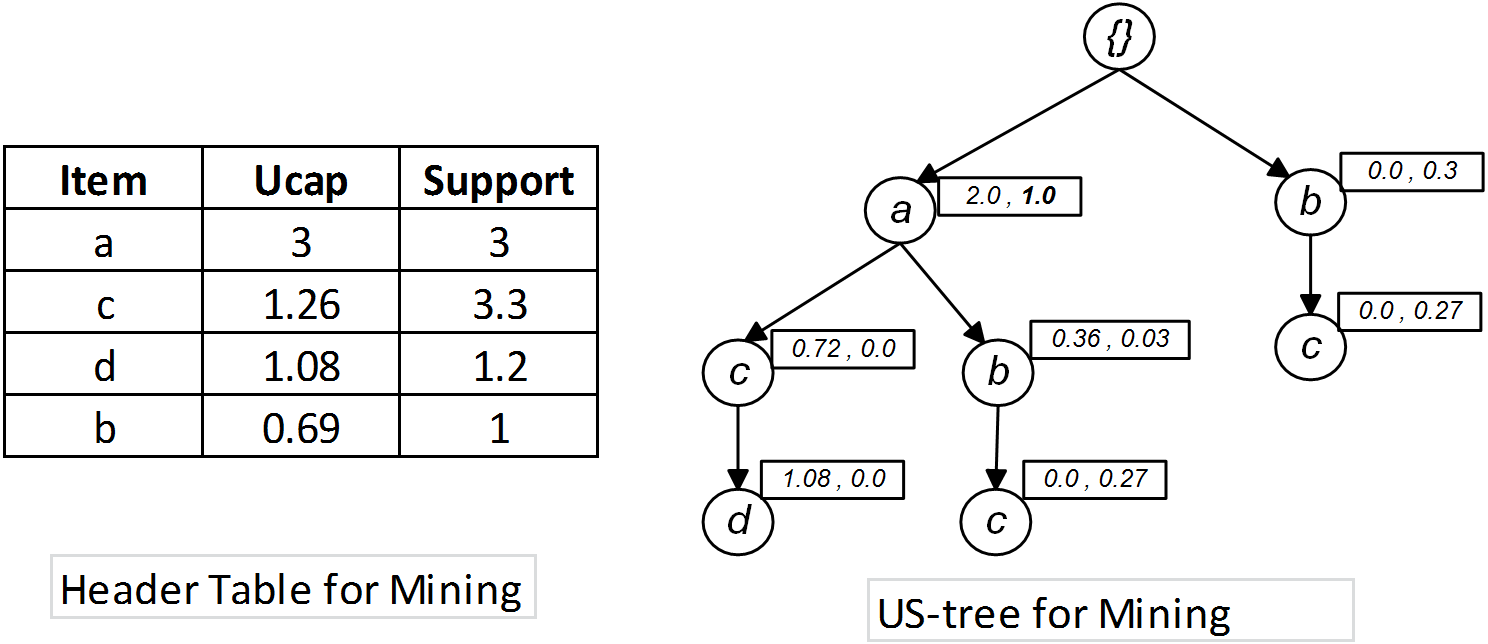 Item Ucap Support
a 3 3
c 1.26 3.3
d 1.08 1.2
b 0.69 1
Header Table for Mining
{}
a 2.0 , 1.0
b 0.0 , 0.3
c 0.72 , 0.0
b 0.36 , 0.03
c 0.0 , 0.27
d 1.08 , 0.0
c 0.0 , 0.27
US-tree for Mining